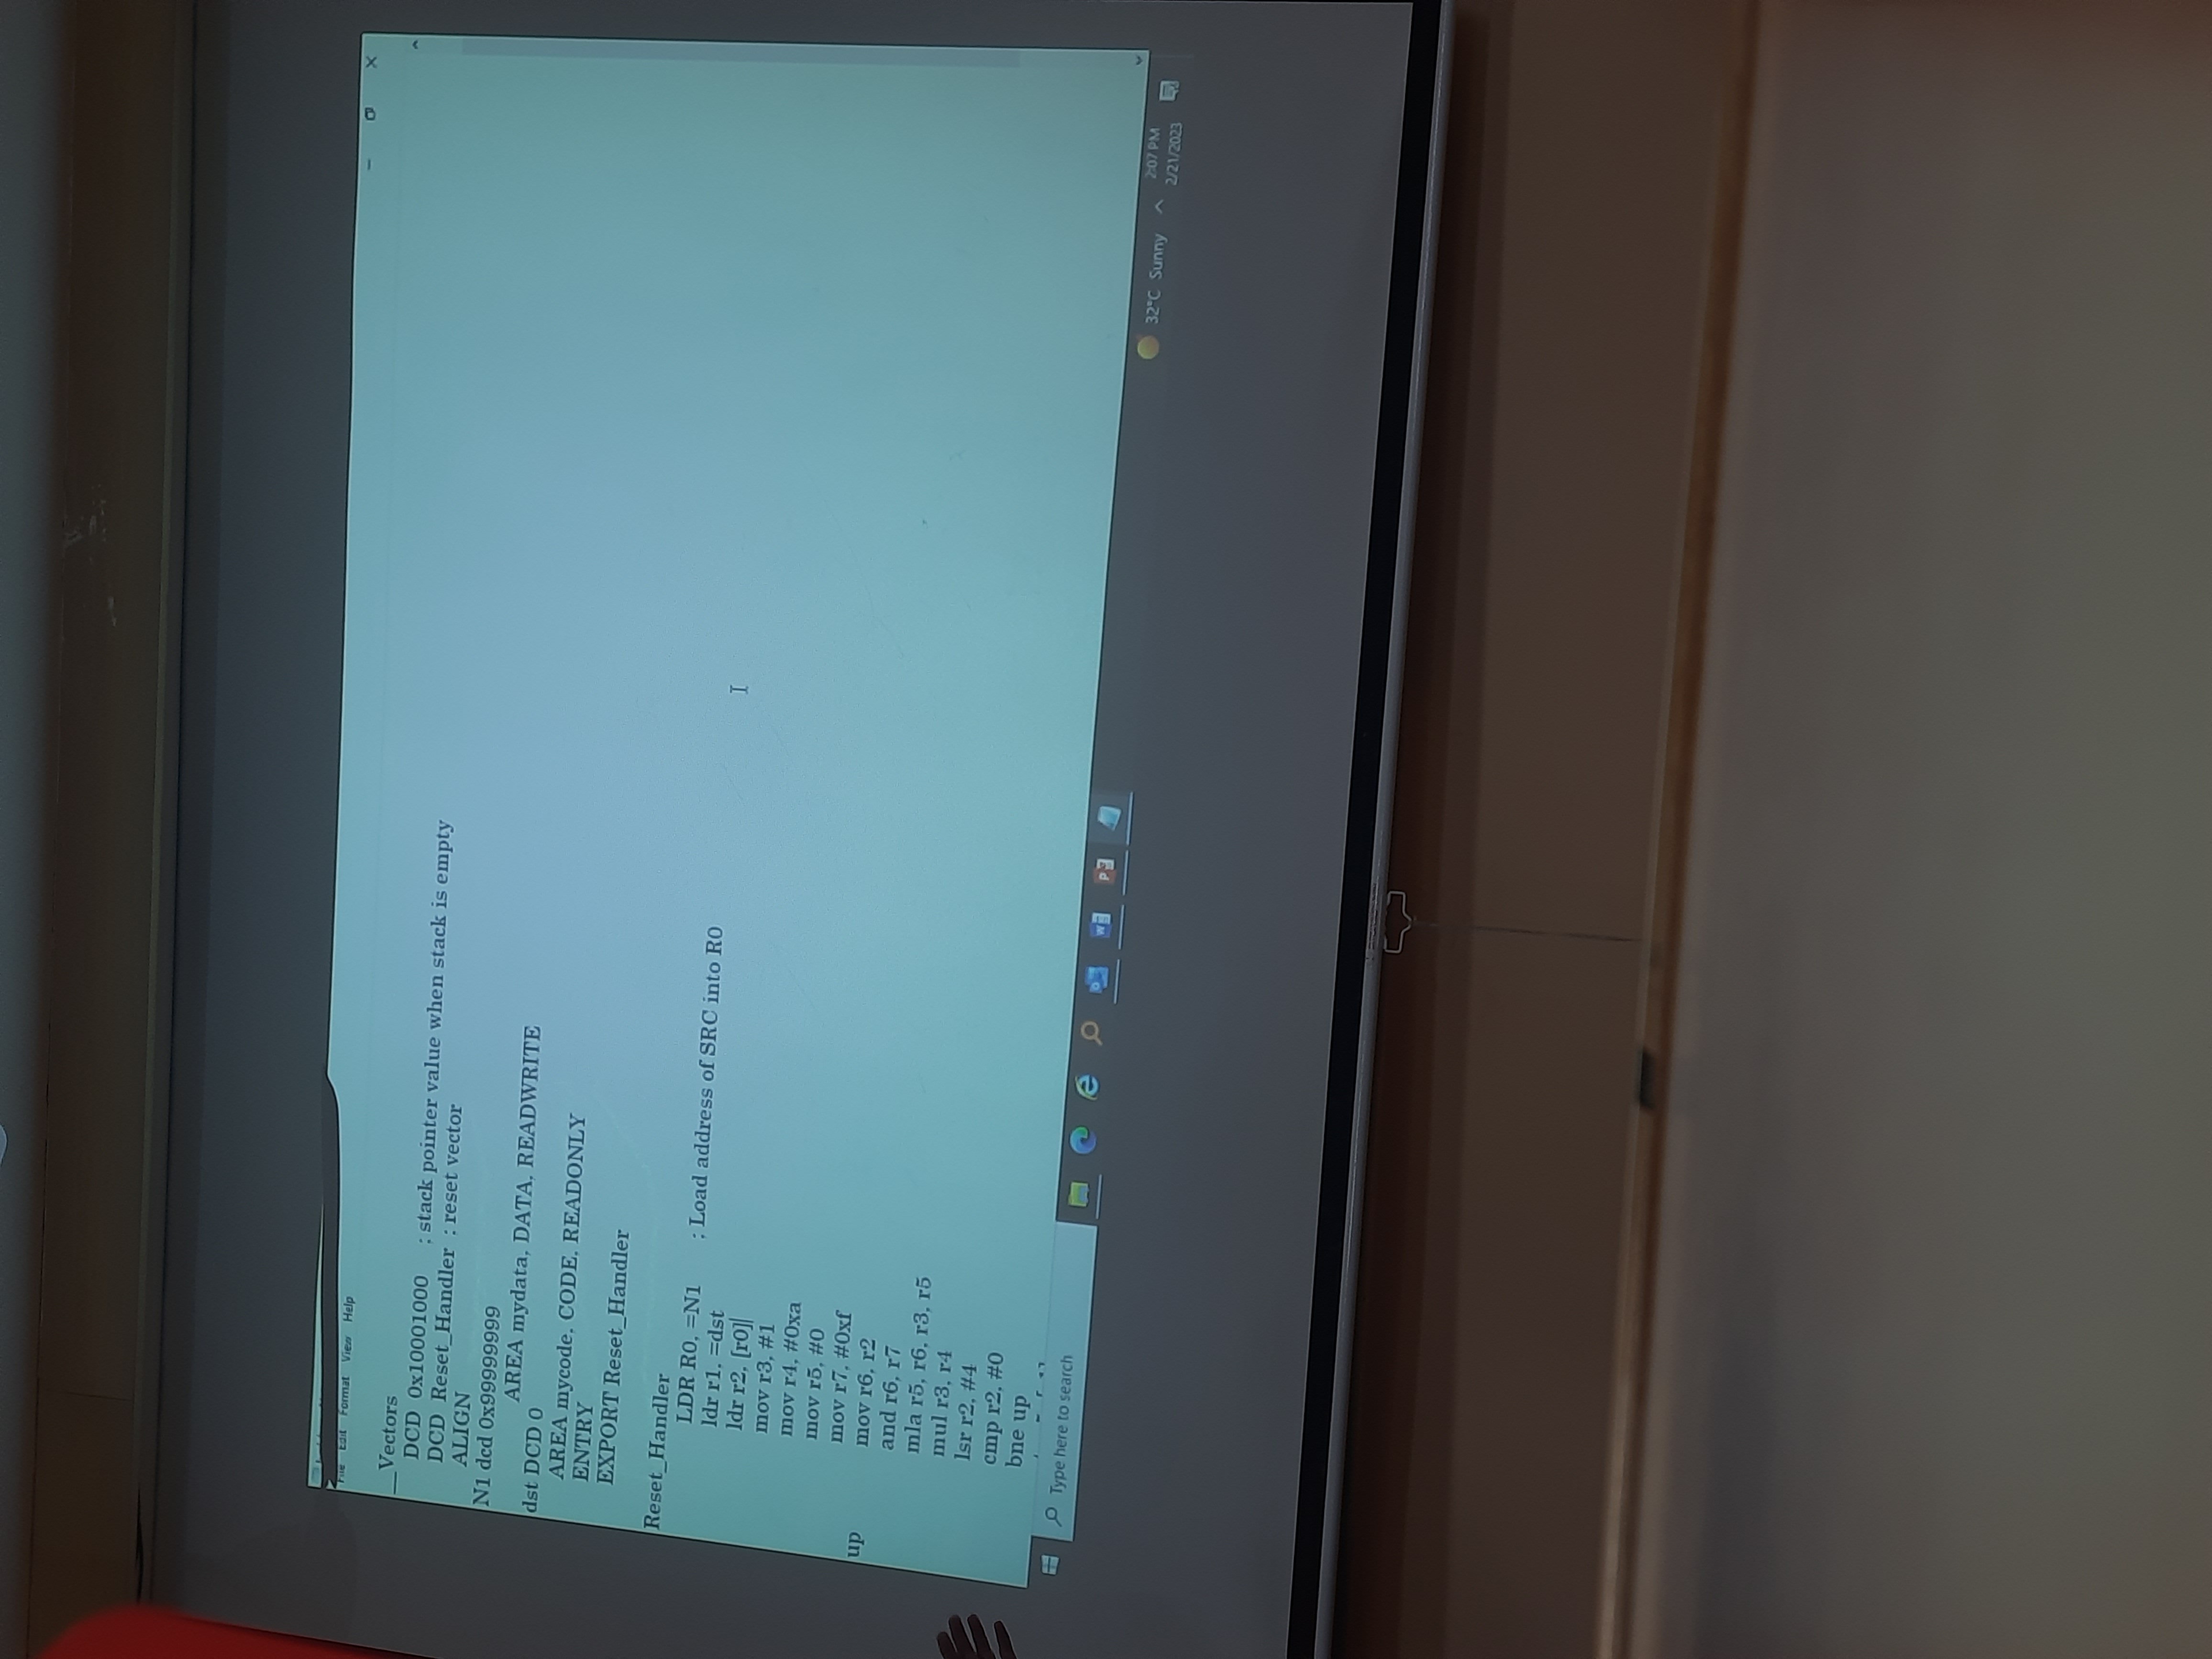 File Edit Format View Help
__Vectors
DCD 0x10001000 ; stack pointer value when stack is empty
DCD Reset_Handler ; reset vector
ALIGN
N1 dcd 0x99999999
AREA mydata, DATA, READWRITE
dst DCD 0
AREA mycode, CODE, READONLY
ENTRY
EXPORT Reset_Handler
Reset_Handler
LDR R0, =N1 ; Load address of SRC into R0
ldr r1, =dst
ldr r2, [r0]
mov r3, #1
mov r4, #0xa
mov r5, #0
mov r7, #0xf
up mov r6, r2
and r6, r7
mla r5, r6, r3, r5
mul r3, r4
lsr r2, #4
cmp r2, #0
bne up
Type here to search
32°C Sunny
2:07 PM
2/21/2023